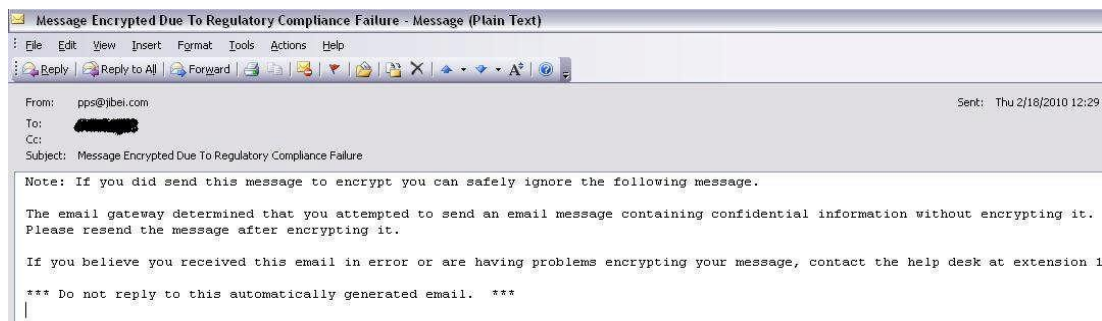 Message Encrypted Due To Regulatory Compliance Failure - Message (Plain Text)
File Edit View Insert Format Tools Actions Help
Reply Reply to All Forward
From: pps@jibei.com Sent: Thu 2/18/2010 12:29
To:
Cc:
Subject: Message Encrypted Due To Regulatory Compliance Failure
Note: If you did send this message to encrypt you can safely ignore the following message.
The email gateway determined that you attempted to send an email message containing confidential information without encrypting it.
Please resend the message after encrypting it.
If you believe you received this email in error or are having problems encrypting your message, contact the help desk at extension 1
*** Do not reply to this automatically generated email. ***